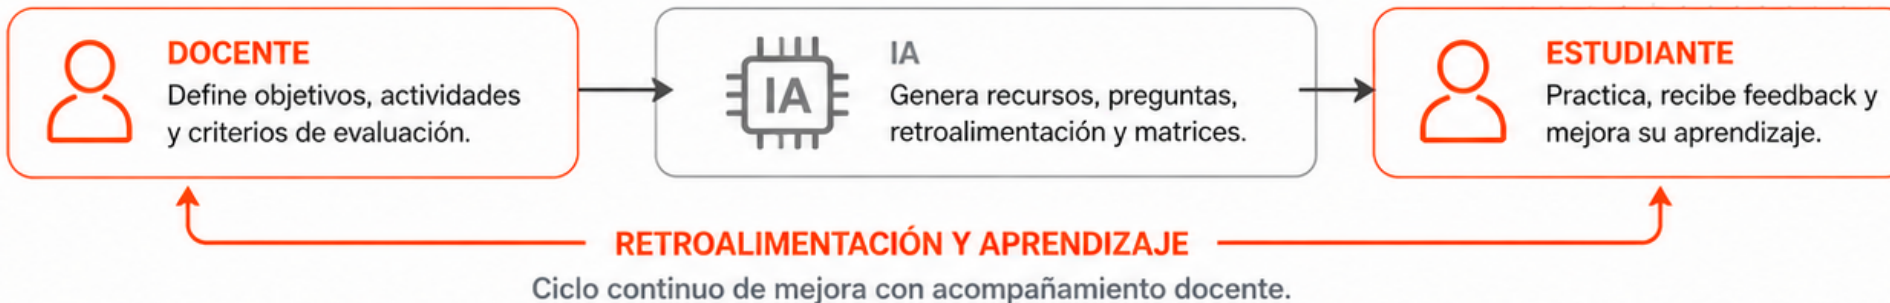 DOCENTE
Define objetivos, actividades
y criterios de evaluación.
IA
IA
Genera recursos, preguntas,
retroalimentación y matrices.
ESTUDIANTE
Practica, recibe feedback y
mejora su aprendizaje.
RETROALIMENTACIÓN Y APRENDIZAJE
Ciclo continuo de mejora con acompañamiento docente.